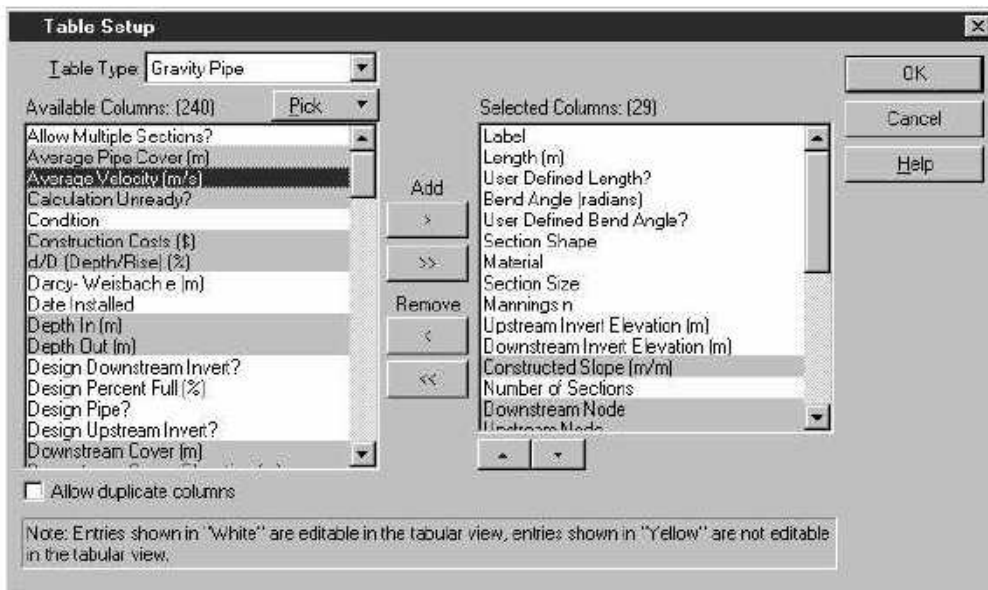 Table Setup
Table Type: Gravity Pipe
OK
Cancel
Help
Available Columns: (240)
Pick
Allow Multiple Sections?
Average Pipe Cover (m)
Average Velocity (m/s)
Calculation Unready?
Condition
Construction Costs ($)
d/D (Depth/Rise) (%)
Darcy-Weisbach e (m)
Date Installed
Depth In (m)
Depth Out (m)
Design Downstream Invert?
Design Percent Full (%)
Design Pipe?
Design Upstream Invert?
Downstream Cover (m)
Add
>
>>
Remove
<
<<
Selected Columns: (29)
Label
Length (m)
User Defined Length?
Bend Angle (radians)
User Defined Bend Angle?
Section Shape
Material
Section Size
Mannings n
Upstream Invert Elevation (m)
Downstream Invert Elevation (m)
Constructed Slope (m/m)
Number of Sections
Downstream Node
Upstream Node
Allow duplicate columns
Note: Entries shown in "White" are editable in the tabular view, entries shown in "Yellow" are not editable
in the tabular view.